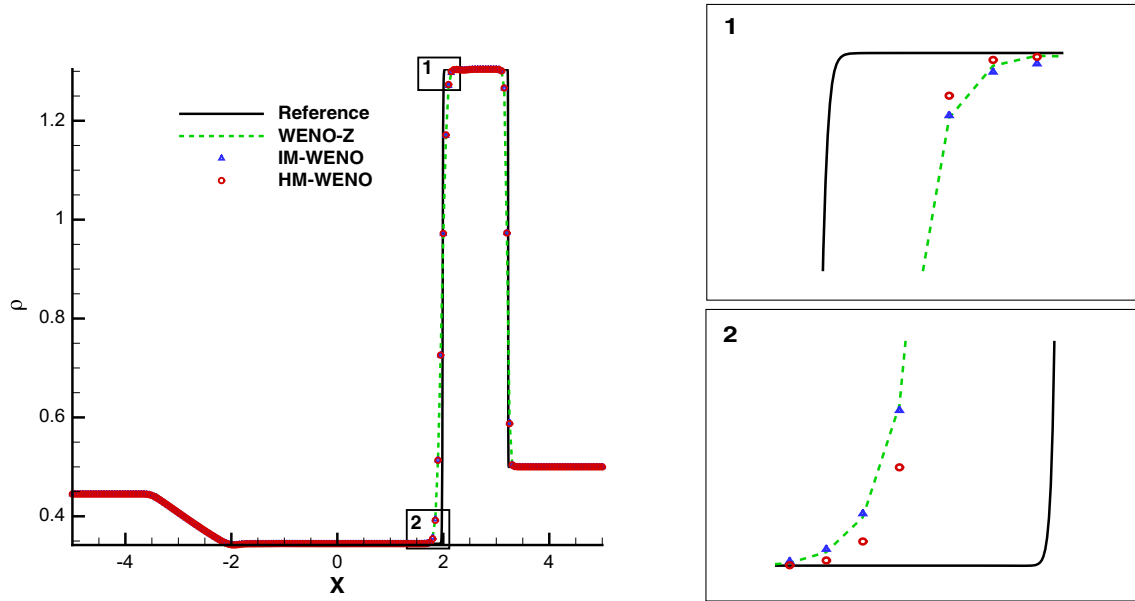 1
1.2
1
0.8
0.6
0.4
ρ
Reference
WENO-Z
IM-WENO
HM-WENO
2
-4 -2 0 2 4
X
1
2